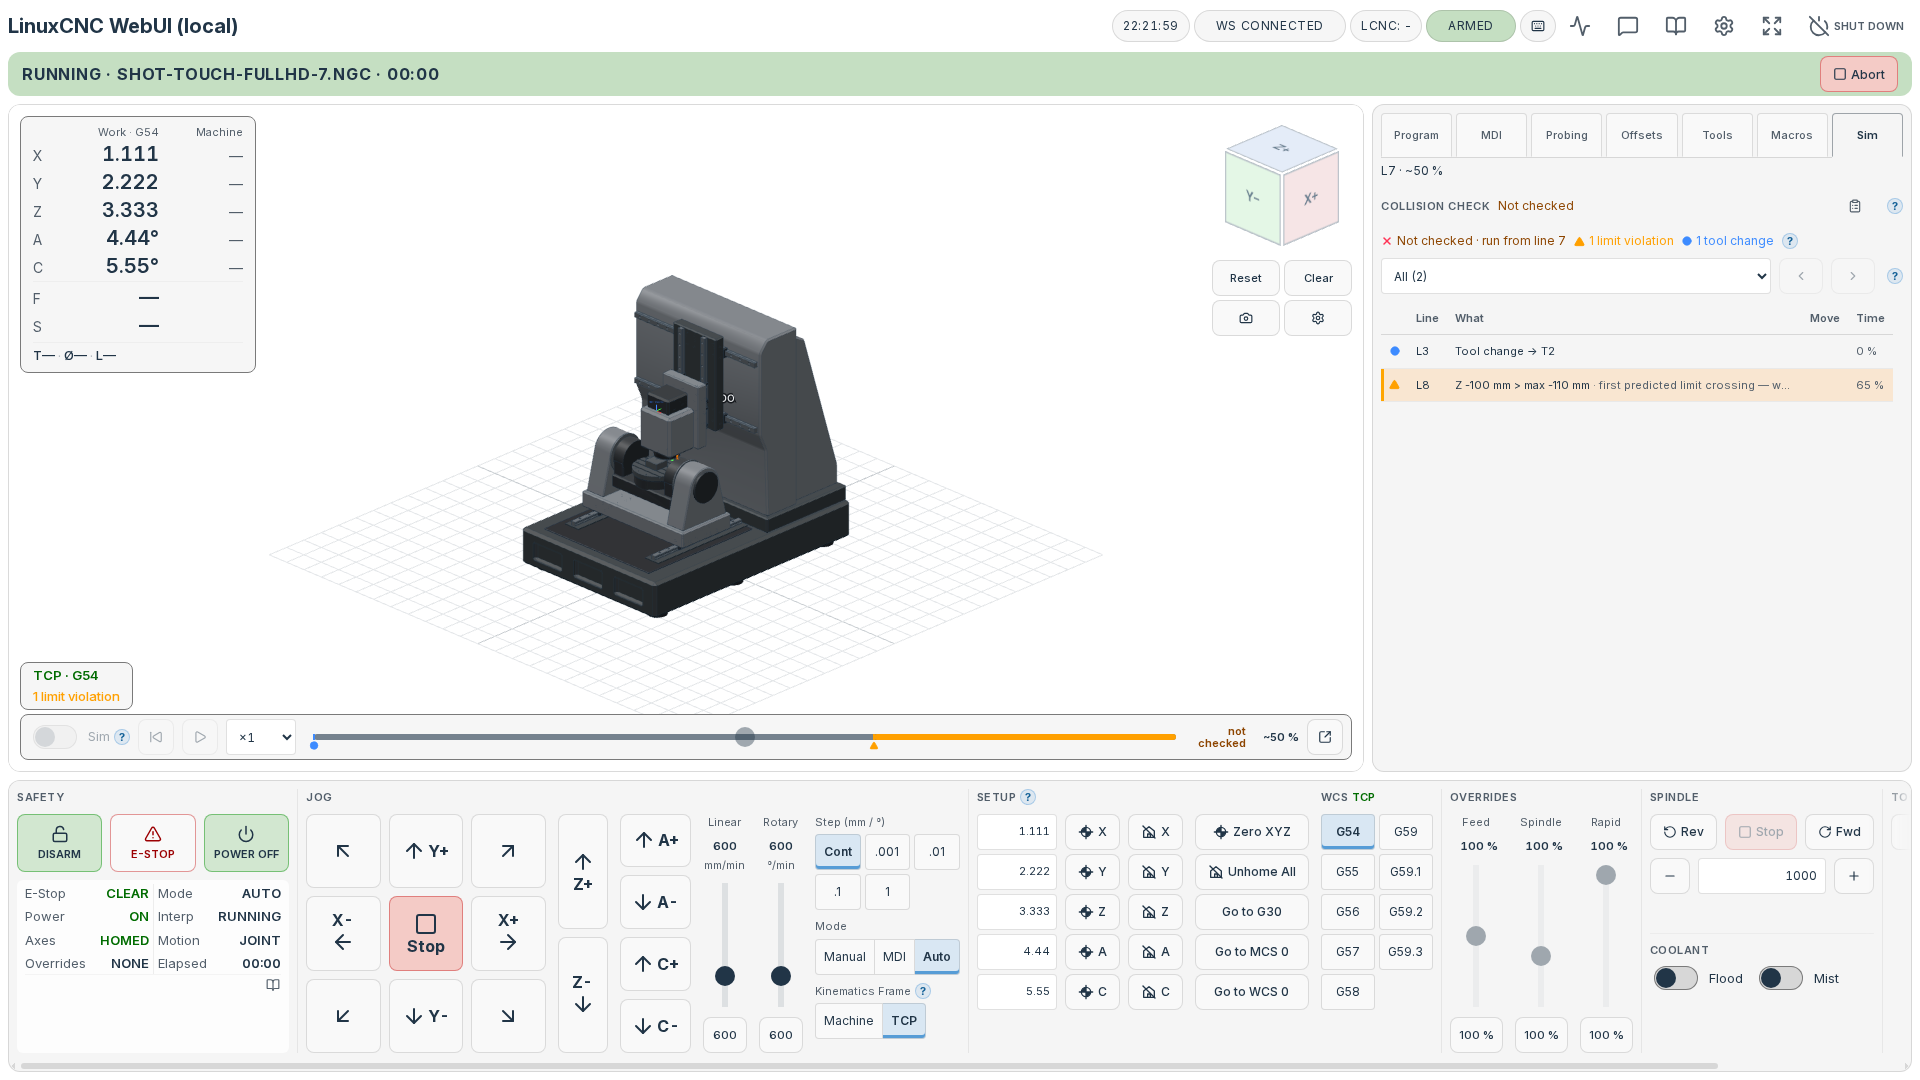 LinuxCNC WebUI (local)
22:21:59
WS CONNECTED
LCNC: -
ARMED
SHUT DOWN
RUNNING · SHOT-TOUCH-FULLHD-7.NGC · 00:00
Abort
Work · G54 Machine
X 1.111 —
Y 2.222 —
Z 3.333 —
A 4.44° —
C 5.55° —
F —
S —
T— · Ø— · L—
Z+
Y−
X+
Reset
Clear
TCP · G54
1 limit violation
Sim ?
×1
not checked
~50 %
Program
MDI
Probing
Offsets
Tools
Macros
Sim
L7 · ~50 %
COLLISION CHECK Not checked ?
Not checked · run from line 7 1 limit violation 1 tool change ?
All (2) ?
Line What Move Time
L3 Tool change → T2 0 %
L8 Z -100 mm > max -110 mm · first predicted limit crossing — w... 65 %
SAFETY
DISARM
E-STOP
POWER OFF
E-Stop CLEAR Mode AUTO
Power ON Interp RUNNING
Axes HOMED Motion JOINT
Overrides NONE Elapsed 00:00
JOG
Y+
X-
Stop
X+
Y-
Z+
Z-
A+
A-
C+
C-
Linear Rotary
600 600
mm/min °/min
600 600
Step (mm / °)
Cont .001 .01
.1 1
Mode
Manual MDI Auto
Kinematics Frame ?
Machine TCP
SETUP ?
1.111 X X Zero XYZ
2.222 Y Y Unhome All
3.333 Z Z Go to G30
4.44 A A Go to MCS 0
5.55 C C Go to WCS 0
WCS TCP
G54 G59
G55 G59.1
G56 G59.2
G57 G59.3
G58
OVERRIDES
Feed Spindle Rapid
100 % 100 % 100 %
100 % 100 % 100 %
SPINDLE
Rev Stop Fwd
− 1000 +
COOLANT
Flood Mist